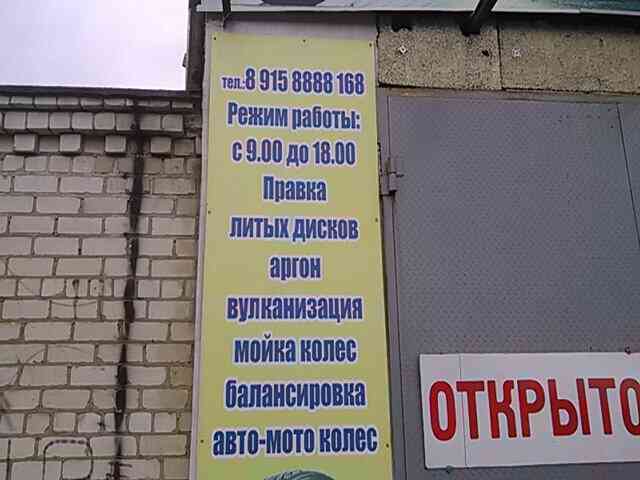 тел.:8 915 8888 168
Режим работы:
с 9.00 до 18.00
Правка
литых дисков
аргон
вулканизация
мойка колес
балансировка
авто-мото колес
ОТКРЫТО